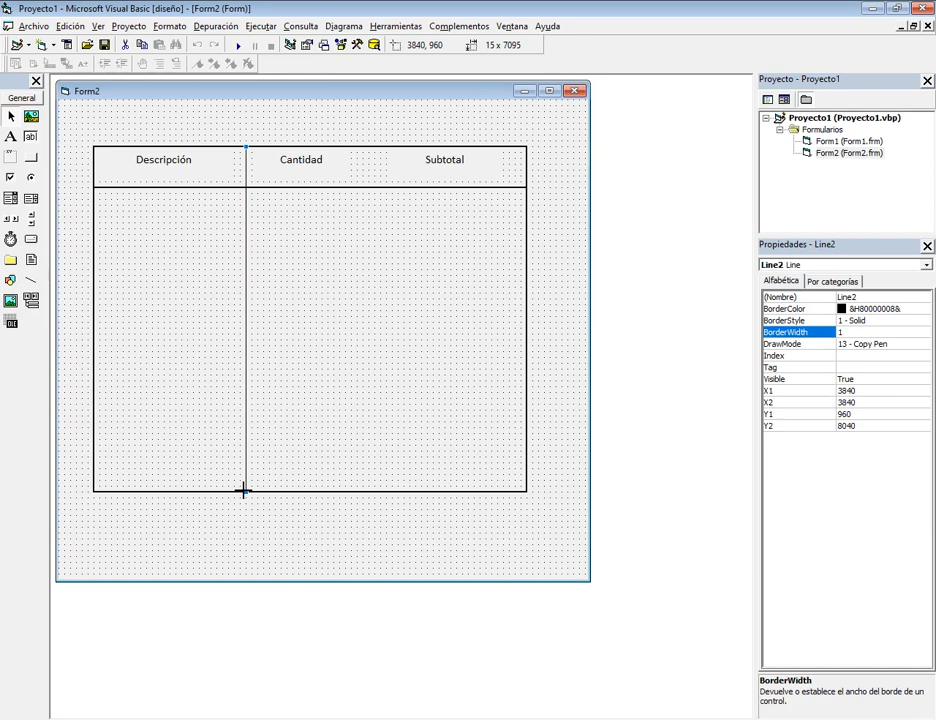 Proyecto1 - Microsoft Visual Basic [diseño] - [Form2 (Form)]
Archivo Edición Ver Proyecto Formato Depuración Ejecutar Consulta Diagrama Herramientas Complementos Ventana Ayuda
3840, 960 15 x 7095
General
A ab|
Form2
Descripción Cantidad Subtotal
Proyecto - Proyecto1
Proyecto1 (Proyecto1.vbp)
Formularios
Form1 (Form1.frm)
Form2 (Form2.frm)
Propiedades - Line2
Line2 Line
Alfabética Por categorías
(Nombre) Line2
BorderColor &H80000008&
BorderStyle 1 - Solid
BorderWidth 1
DrawMode 13 - Copy Pen
Index
Tag
Visible True
X1 3840
X2 3840
Y1 960
Y2 8040
BorderWidth
Devuelve o establece el ancho del borde de un
control.